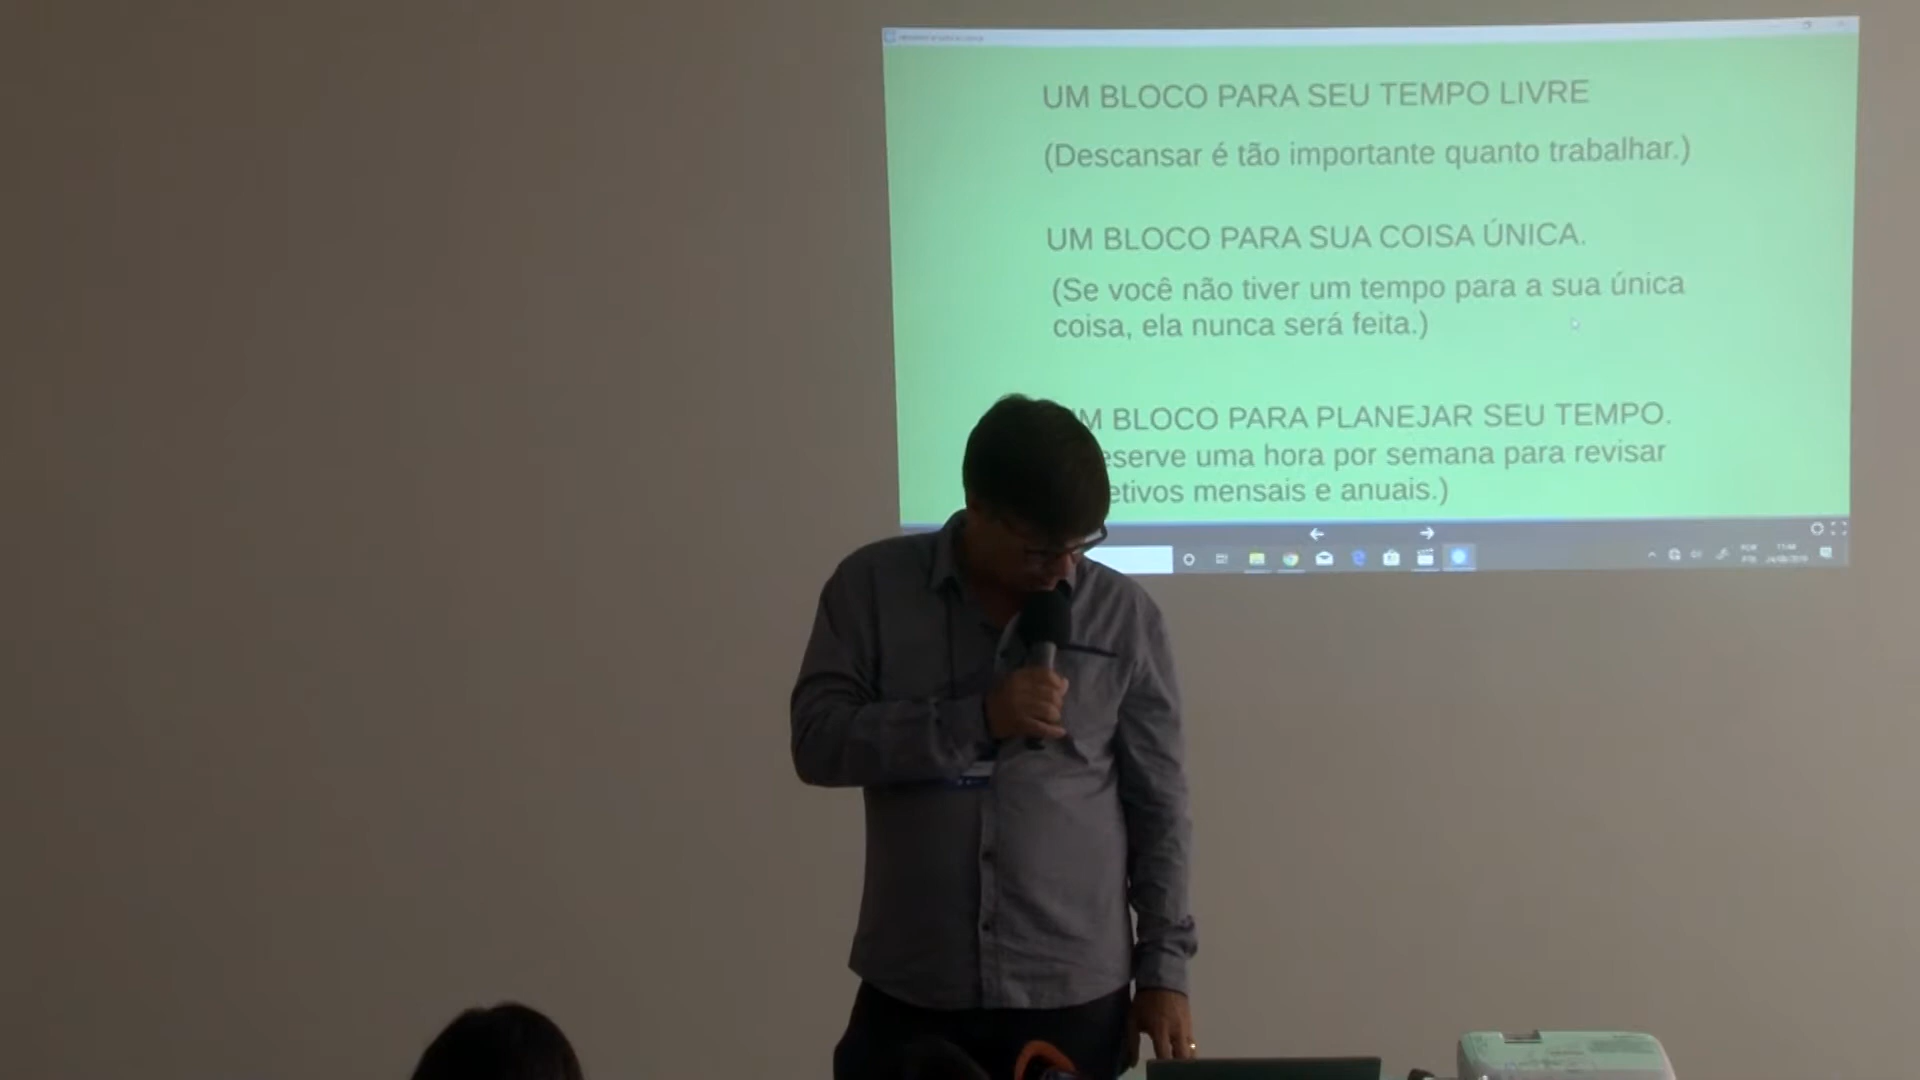 UM BLOCO PARA SEU TEMPO LIVRE
(Descansar é tão importante quanto trabalhar.)
UM BLOCO PARA SUA COISA ÚNICA.
(Se você não tiver um tempo para a sua única
coisa, ela nunca será feita.)
BLOCO PARA PLANEJAR SEU TEMPO.
eserve uma hora por semana para revisar
etivos mensais e anuais.)